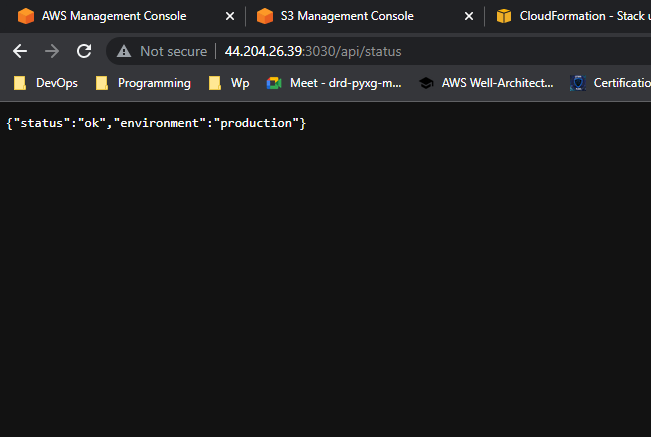 AWS Management Console
S3 Management Console
CloudFormation - Stack
Not secure 44.204.26.39:3030/api/status
DevOps Programming Wp Meet - drd-pyxg-m... AWS Well-Architect...
{"status":"ok","environment":"production"}